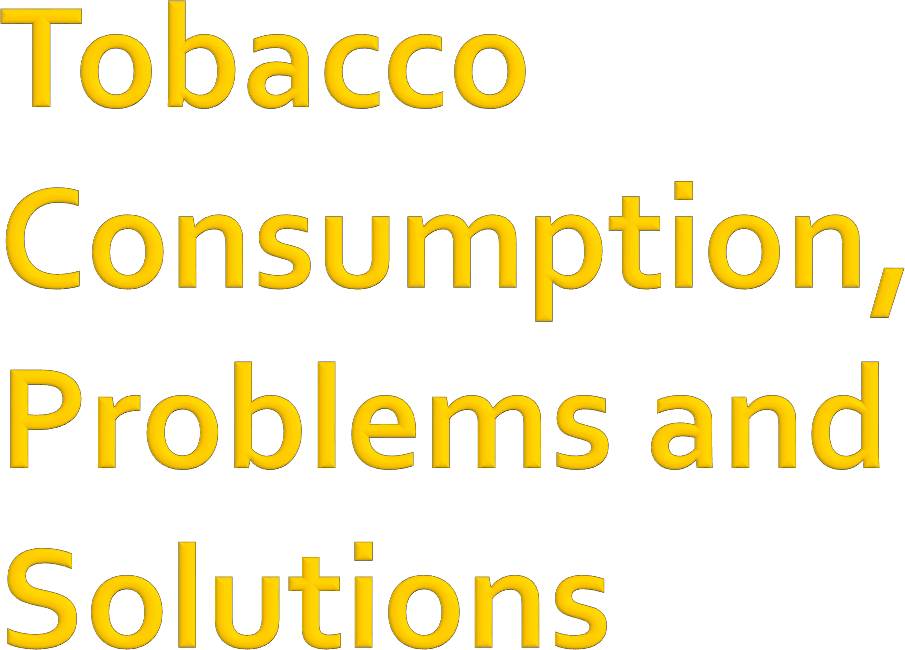 Tobacco
Consumption,
Problems and
Solutions